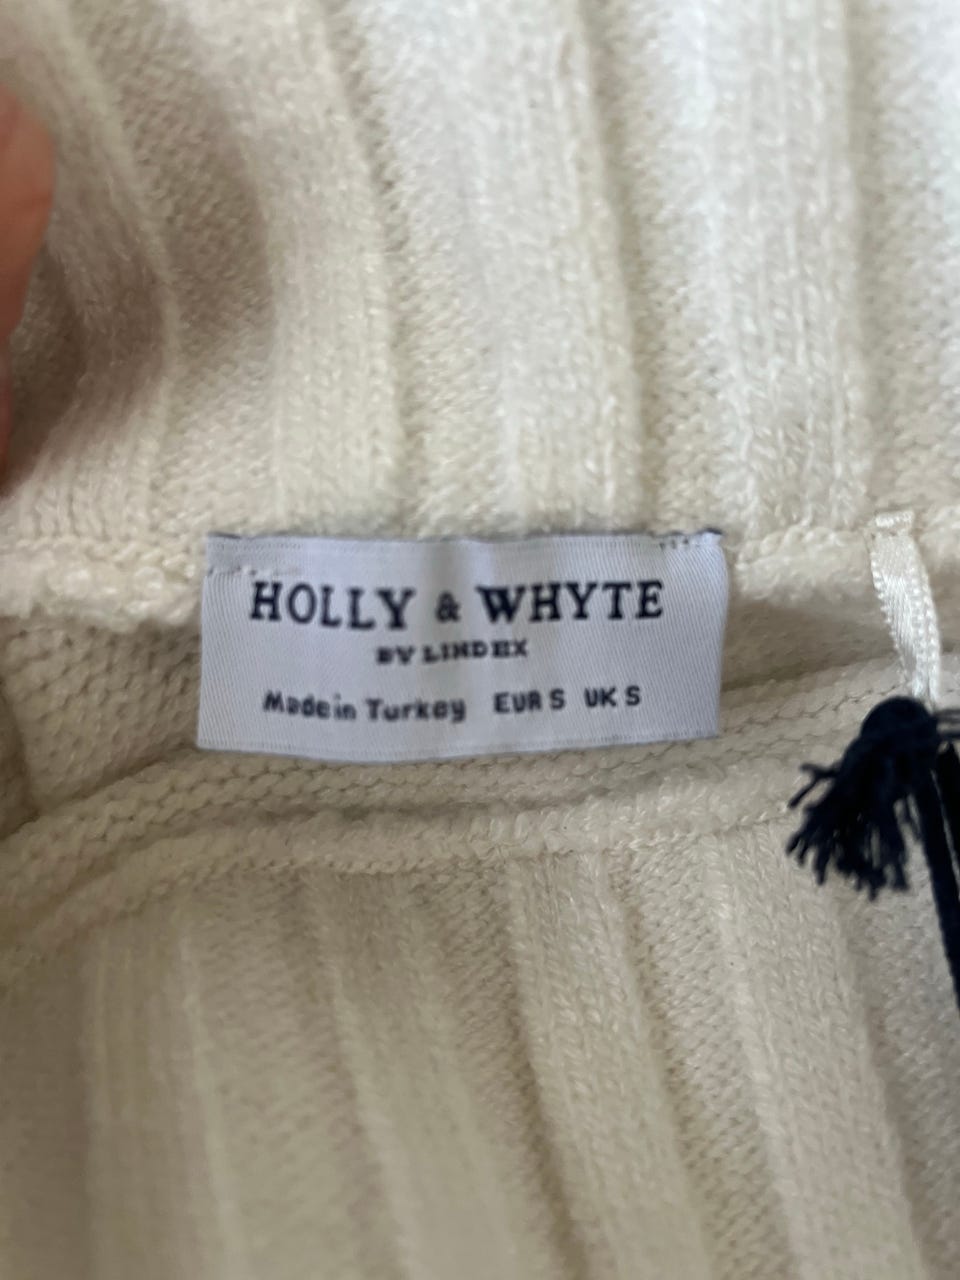 HOLLY & WHYTE
BY LINDEX
Made in Turkey EUR S UK S